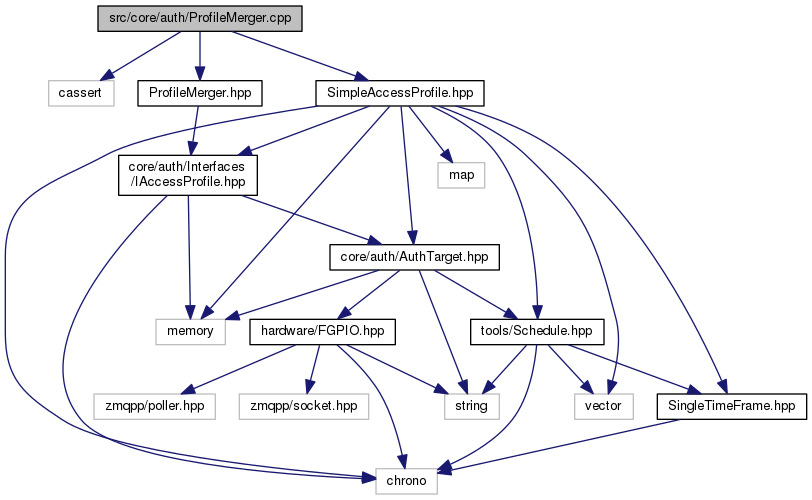 src/core/auth/ProfileMerger.cpp
cassert
ProfileMerger.hpp
SimpleAccessProfile.hpp
core/auth/Interfaces
/IAccessProfile.hpp
map
core/auth/AuthTarget.hpp
memory
hardware/FGPIO.hpp
tools/Schedule.hpp
zmqpp/poller.hpp
zmqpp/socket.hpp
string
vector
SingleTimeFrame.hpp
chrono